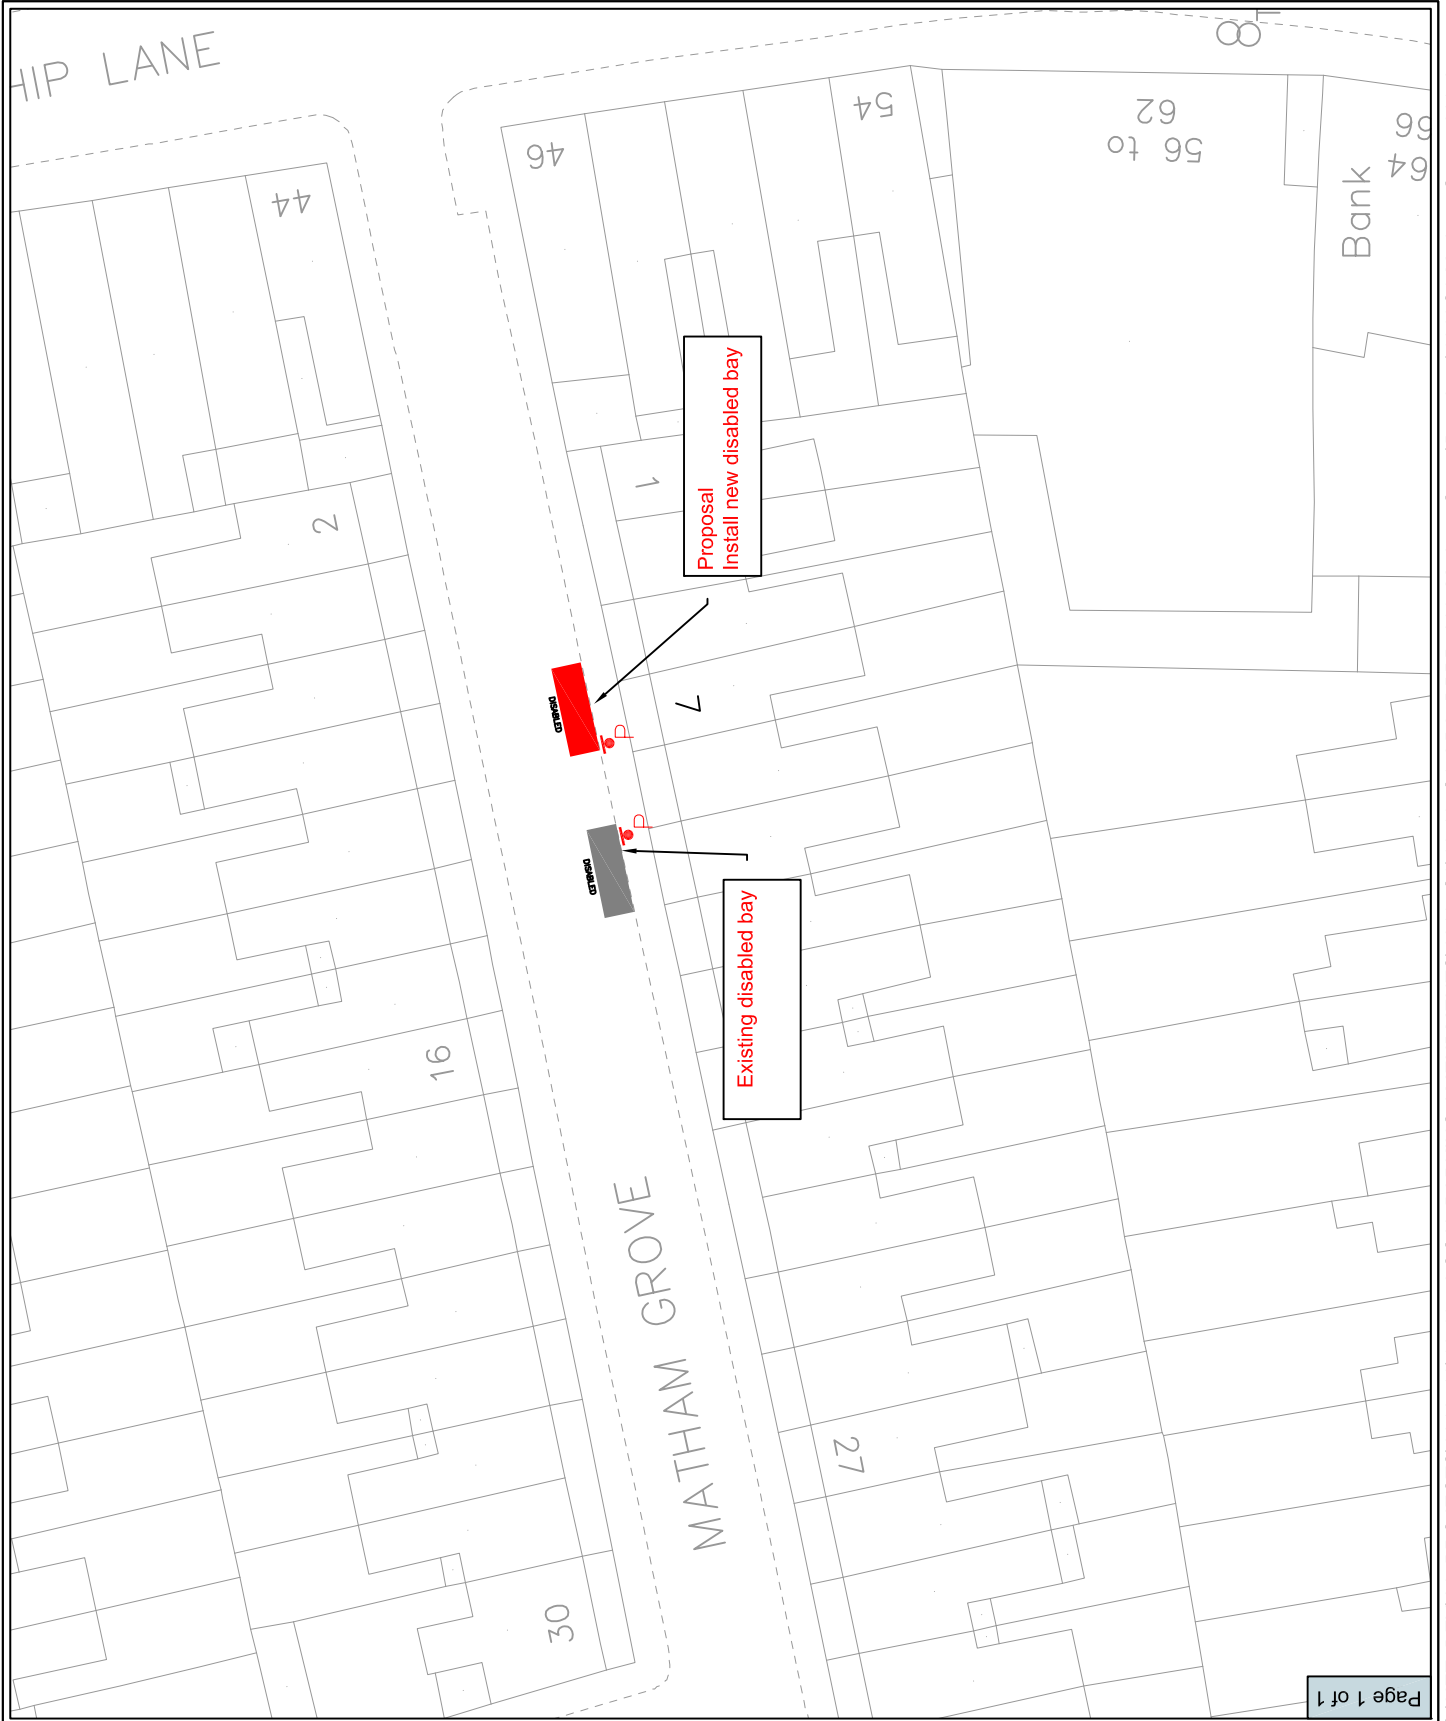 HIP LANE
44
46
54
56 to
62
64
66
Bank
2
1
Proposal
Install new disabled bay
DISABLED
P
7
P
DISABLED
Existing disabled bay
16
MATHAM GROVE
27
30
Page 1 of 1